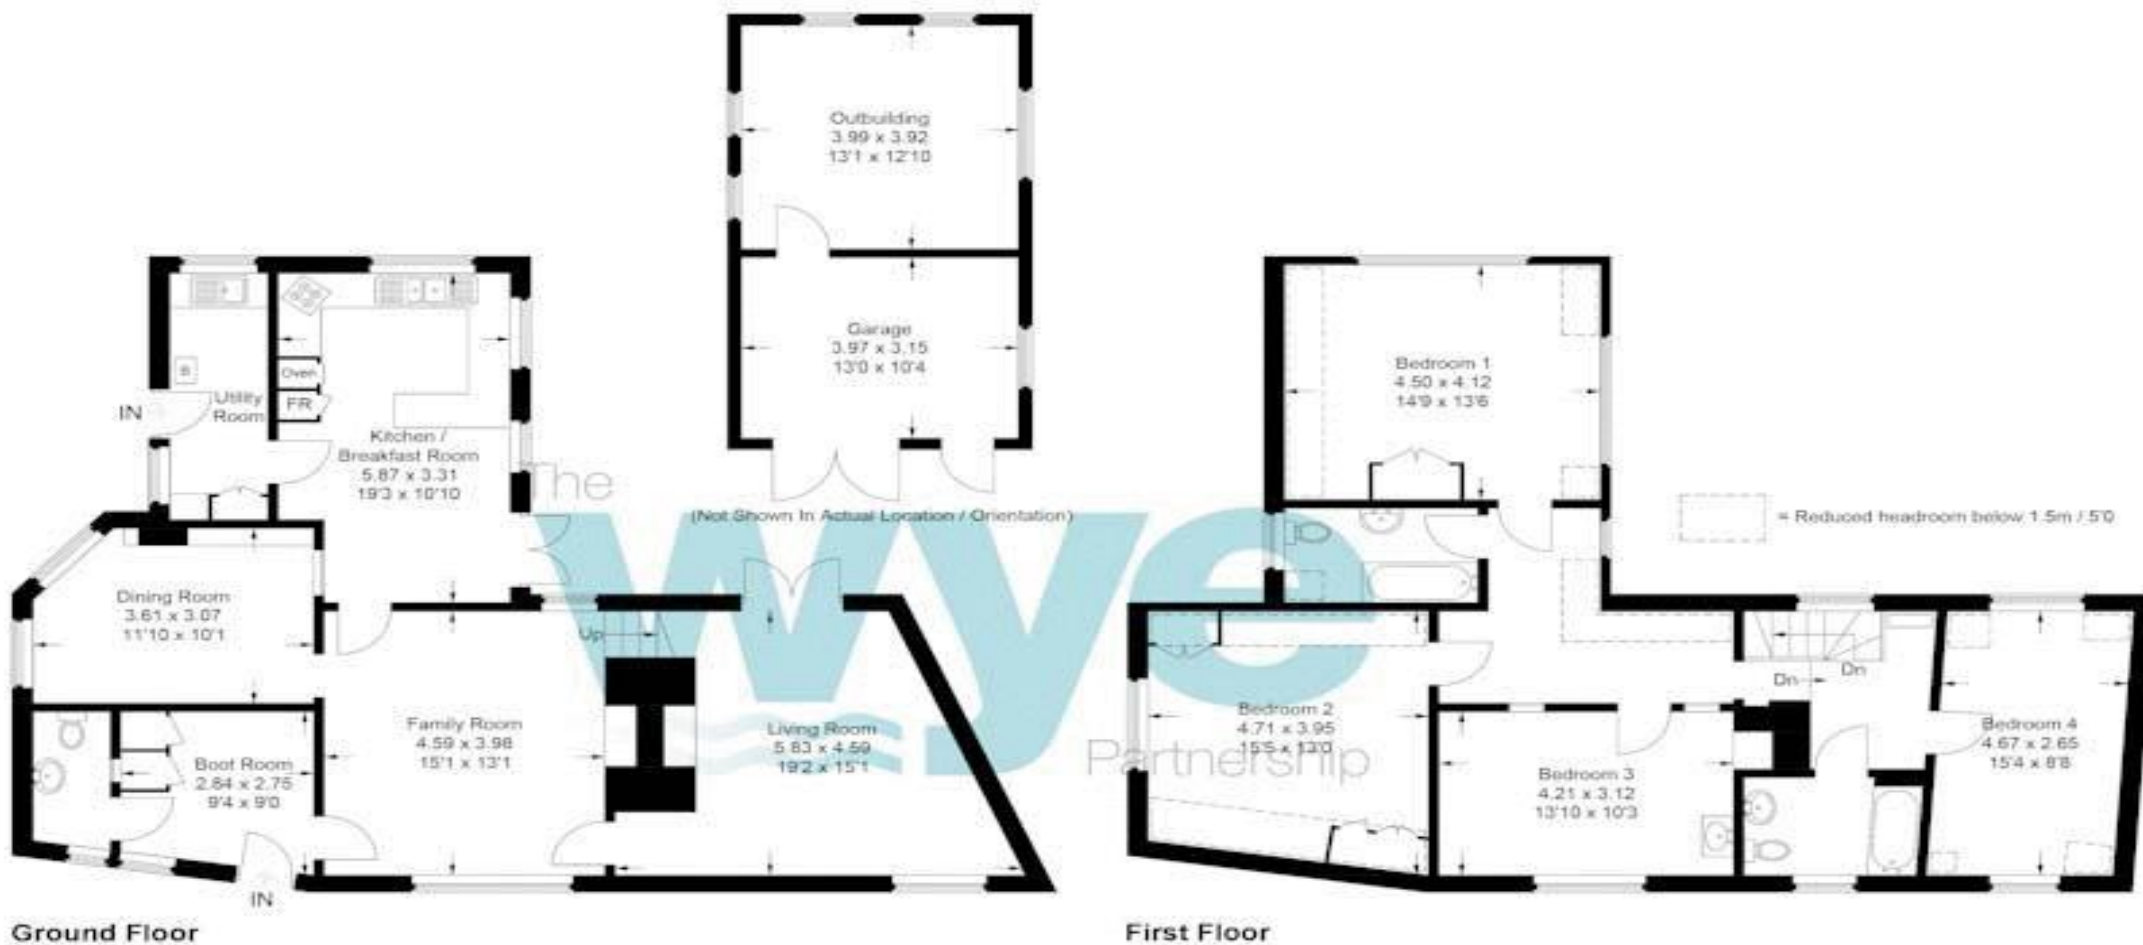 Outbuilding
3.99 x 3.92
13'1 x 12'10
Garage
3.97 x 3.15
13'0 x 10'4
(Not Shown In Actual Location / Orientation)
IN
Utility
Room
B
Oven
FR
Kitchen /
Breakfast Room
5.87 x 3.31
19'3 x 10'10
Dining Room
3.61 x 3.07
11'10 x 10'1
Boot Room
2.84 x 2.75
9'4 x 9'0
IN
Family Room
4.59 x 3.98
15'1 x 13'1
Up
Living Room
5.83 x 4.59
19'2 x 15'1
Ground Floor
The
wye
Partnership
Bedroom 1
4.50 x 4.12
14'9 x 13'6
= Reduced headroom below 1.5m / 5'0
Bedroom 2
4.71 x 3.95
15'5 x 13'0
Bedroom 3
4.21 x 3.12
13'10 x 10'3
Dn
Dn
Bedroom 4
4.67 x 2.65
15'4 x 8'8
First Floor